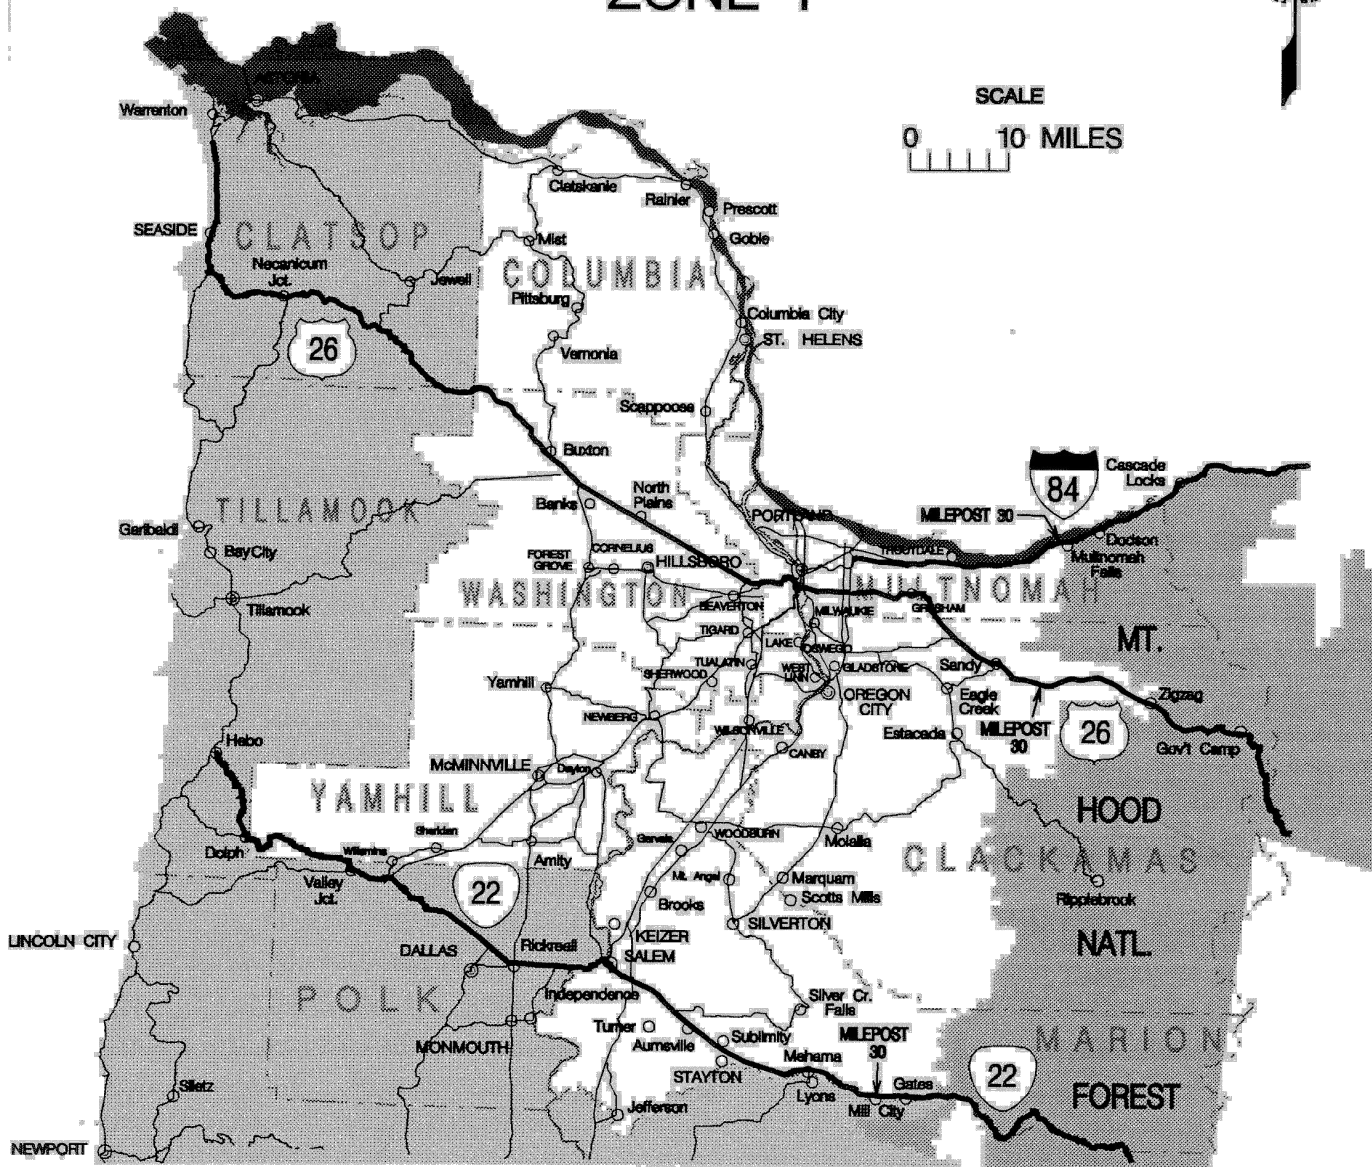 ZONE 1
ASTORIA
Warrenton
SCALE
0 10 MILES
Clatskanie
Rainier
Prescott
SEASIDE
CLATSOP
Mist
Goble
Necanicum
Jct.
Jewell
COLUMBIA
Pittsburg
Columbia City
ST. HELENS
26
Vernonia
Scappoose
Buxton
Cascade
Locks
84
North
Plains
Banks
TILLAMOOK
PORTLAND
MILEPOST 30
Garibaldi
BayCity
Dodson
FOREST
GROVE
CORNELIUS
HILLSBORO
TROUTDALE
Multnomah
Falls
WASHINGTON
MULTNOMAH
Tillamook
BEAVERTON
MILWAUKIE
GRESHAM
TIGARD
LAKE
OSWEGO
MT.
TUALATIN
SHERWOOD
WEST
LINN
GLADSTONE
Sandy
Yamhill
OREGON
CITY
Eagle
Creek
Zigzag
NEWBERG
WILSONVILLE
Estacada
MILEPOST
30
26
Gov't Camp
Hebo
CANBY
McMINNVILLE
Dayton
YAMHILL
HOOD
Sheridan
Gervais
WOODBURN
Molalla
Dolph
Willamina
Amity
CLACKAMAS
Valley
Jct.
22
Mt. Angel
Marquam
Brooks
Scotts Mills
Ripplebrook
KEIZER
SILVERTON
LINCOLN CITY
DALLAS
Rickreall
SALEM
NATL.
POLK
Independence
Silver Cr.
Falls
Turner
Aumsville
Sublimity
MILEPOST
30
MARION
MONMOUTH
Mehama
STAYTON
22
Siletz
Lyons
Gates
Mill City
FOREST
Jefferson
NEWPORT